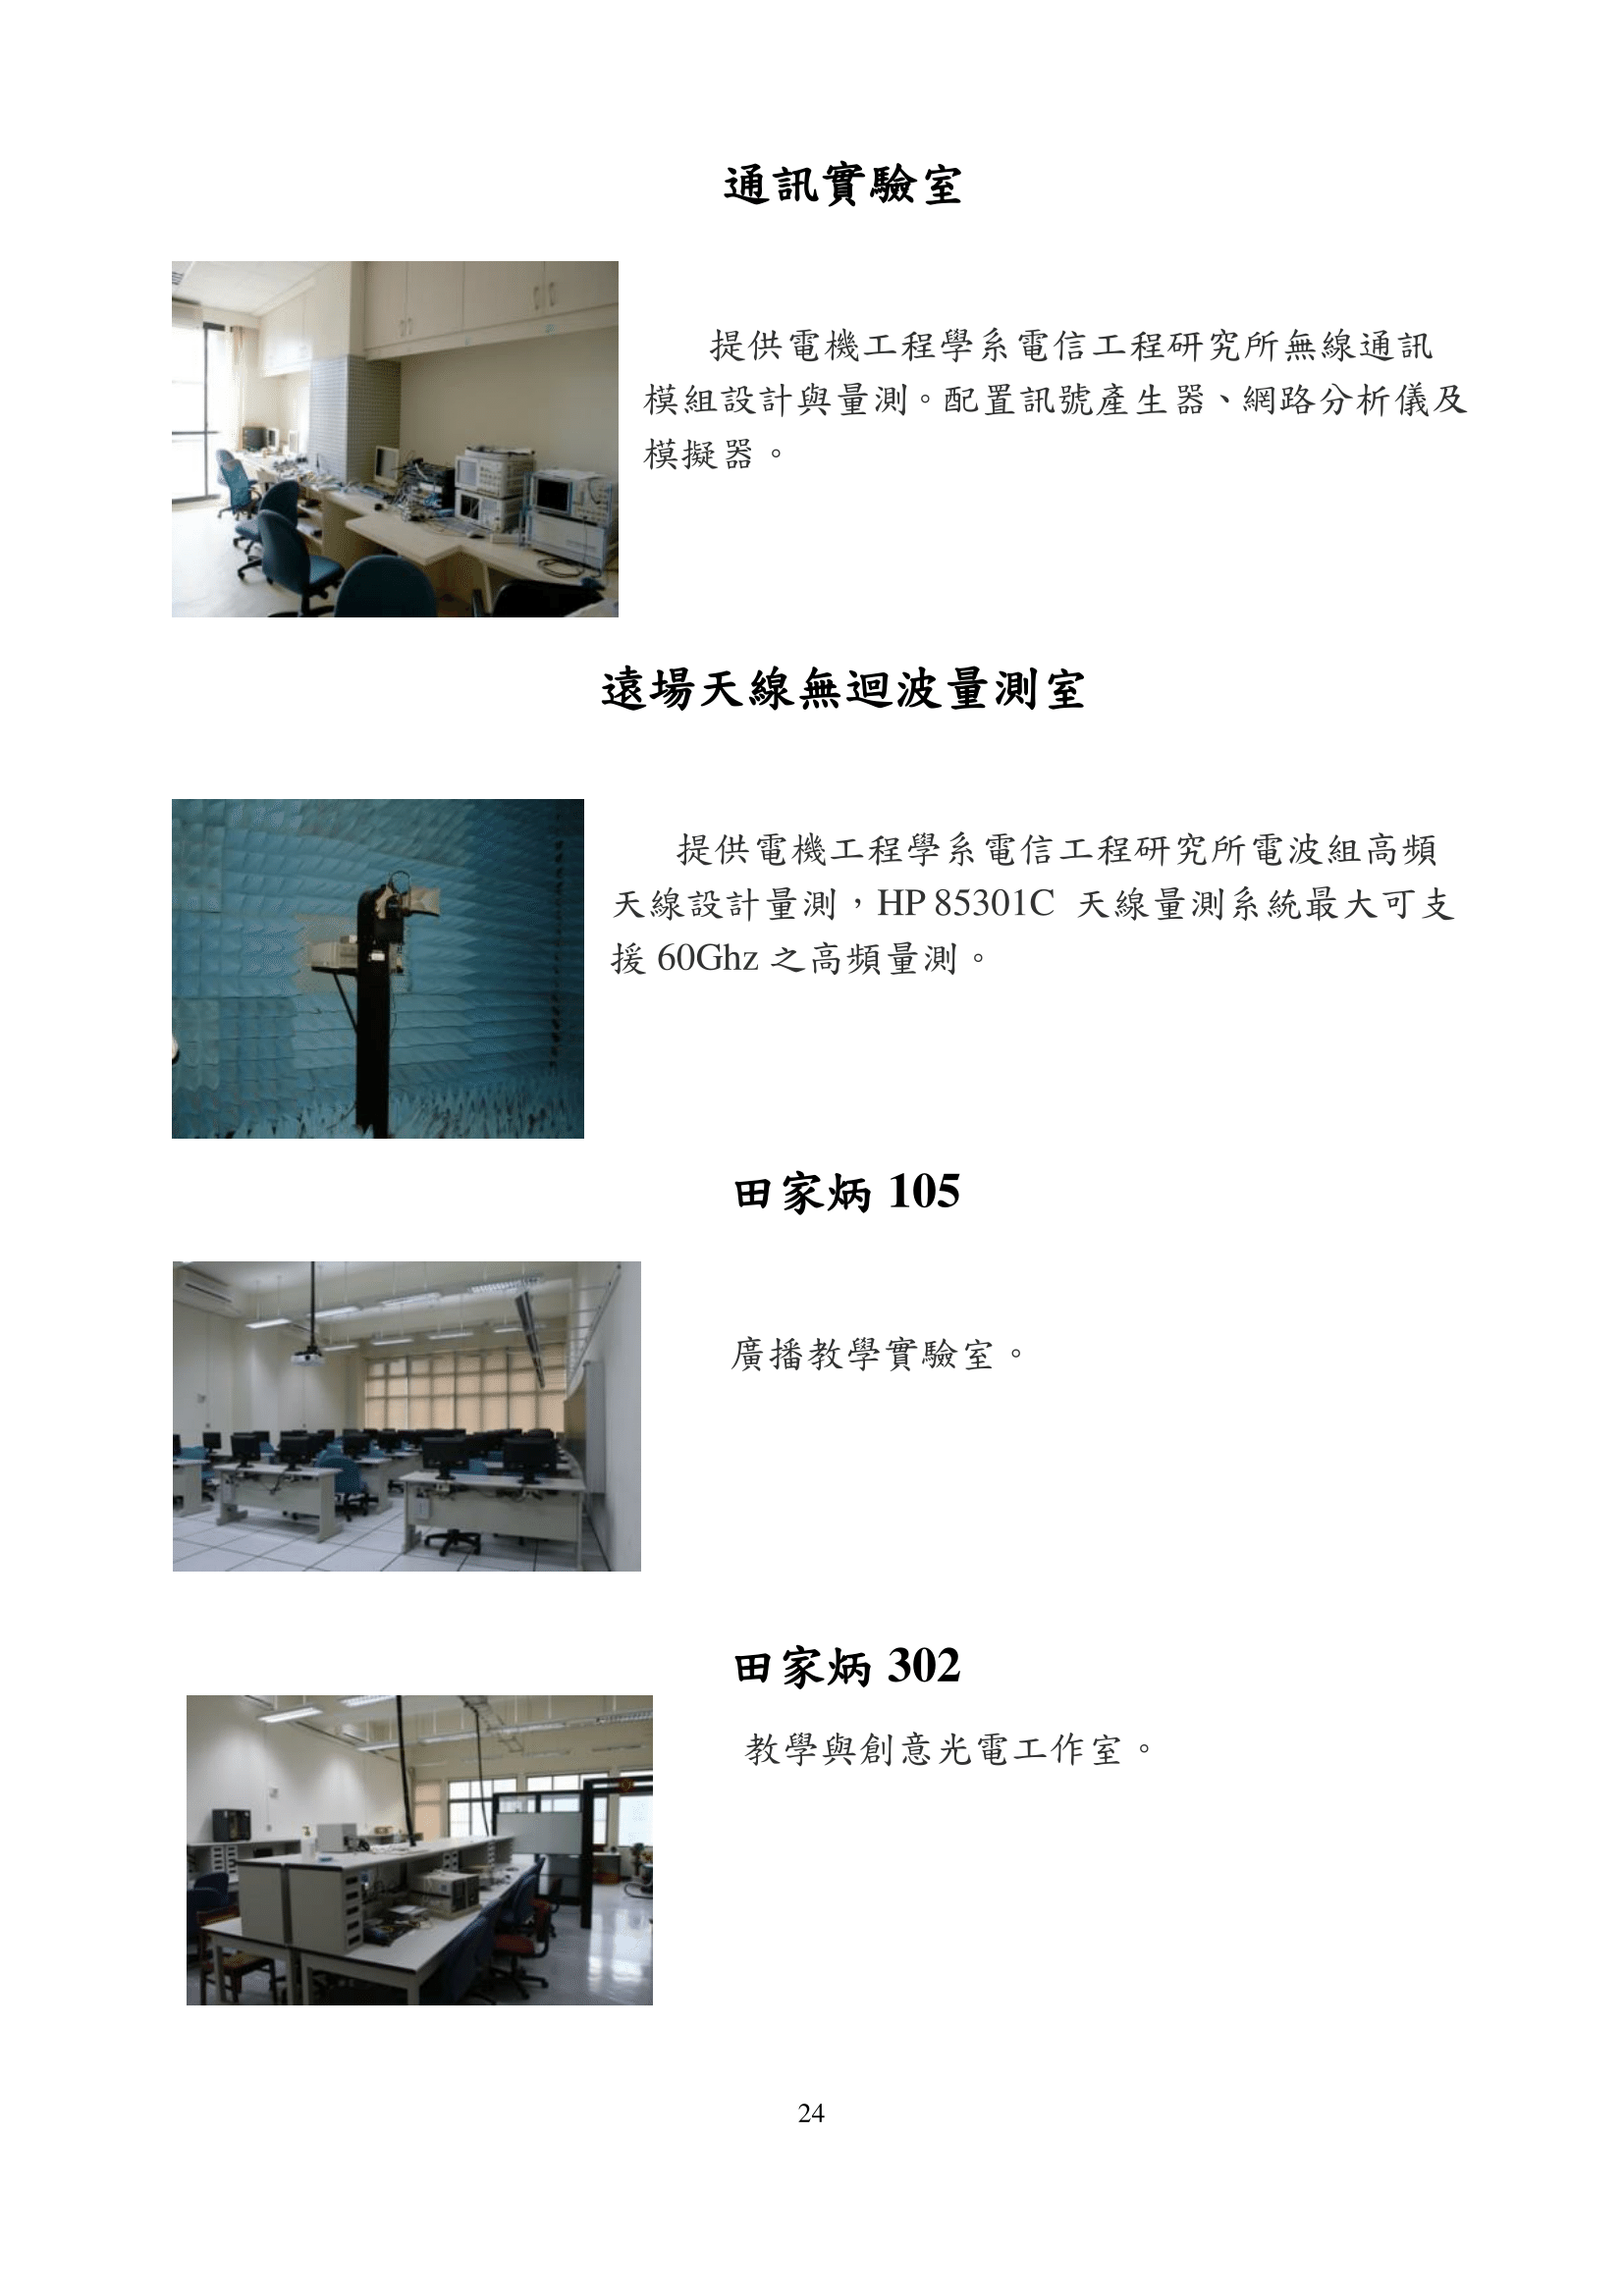 通訊實驗室
提供電機工程學系電信工程研究所無線通訊
模組設計與量測。配置訊號產生器、網路分析儀及
模擬器。
遠場天線無迴波量測室
提供電機工程學系電信工程研究所電波組高頻
天線設計量測，HP 85301C 天線量測系統最大可支
援 60Ghz 之高頻量測。
田家炳 105
廣播教學實驗室。
田家炳 302
教學與創意光電工作室。
24